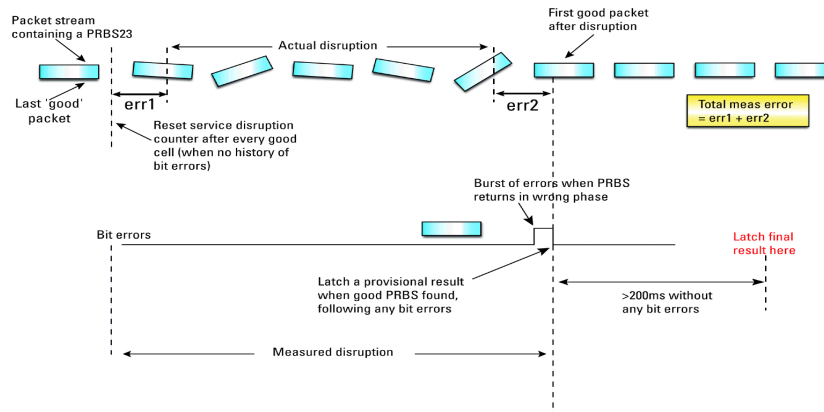 Packet stream
containing a PRBS23
Last 'good'
packet
err1
Actual disruption
err2
First good packet
after disruption
Total meas error
= err1 + err2
Reset service disruption
counter after every good
cell (when no history of
bit errors)
Burst of errors when PRBS
returns in wrong phase
Bit errors
Latch final
result here
Latch a provisional result
when good PRBS found,
following any bit errors
>200ms without
any bit errors
Measured disruption